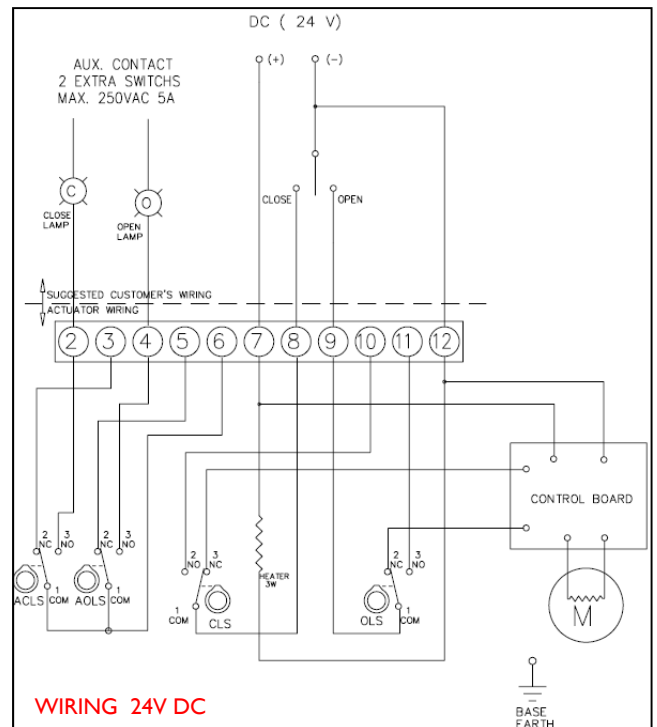 DC ( 24 V)
(+)
(-)
AUX. CONTACT
2 EXTRA SWITCHS
MAX. 250VAC 5A
C
CLOSE
LAMP
O
OPEN
LAMP
CLOSE
OPEN
SUGGESTED CUSTOMER'S WIRING
ACTUATOR WIRING
2 3 4 5 6 7 8 9 10 11 12
CONTROL BOARD
M
2
NC
3
NO
1
COM
ACLS
2
NC
3
NO
1
COM
AOLS
2
NO
3
NC
1
COM
CLS
HEATER
3W
2
NC
3
NO
1
COM
OLS
BASE
EARTH
WIRING 24V DC